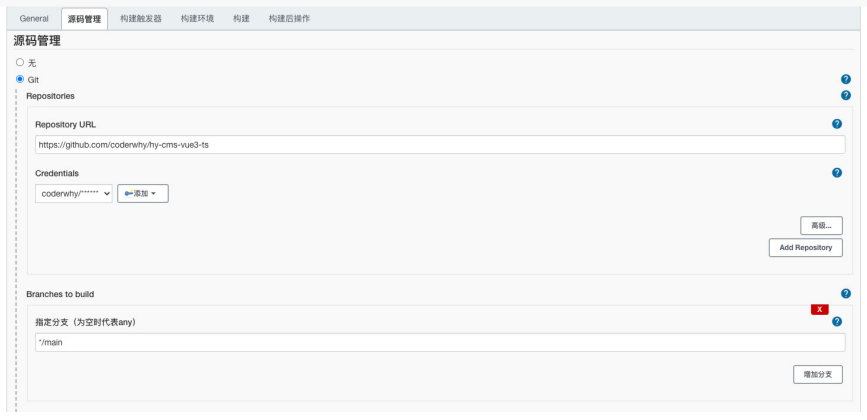 General 源码管理 构建触发器 构建环境 构建 构建后操作
源码管理
无
Git
Repositories
Repository URL
https://github.com/coderwhy/hy-cms-vue3-ts
Credentials
coderwhy/****** 添加
高级...
Add Repository
Branches to build
X
指定分支（为空时代表any）
*/main
增加分支